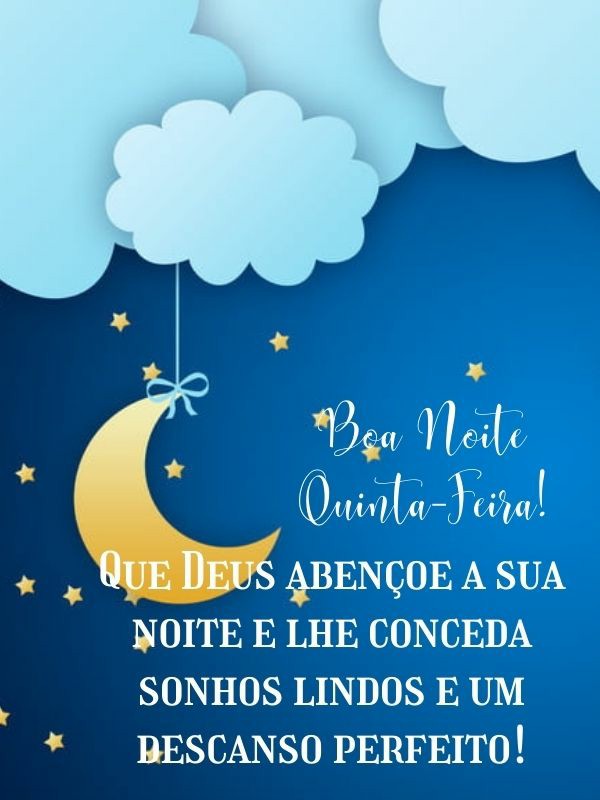 Boa Noite
Quinta-Feira!
Que Deus abençoe a sua
noite e lhe conceda
sonhos lindos e um
descanso perfeito!